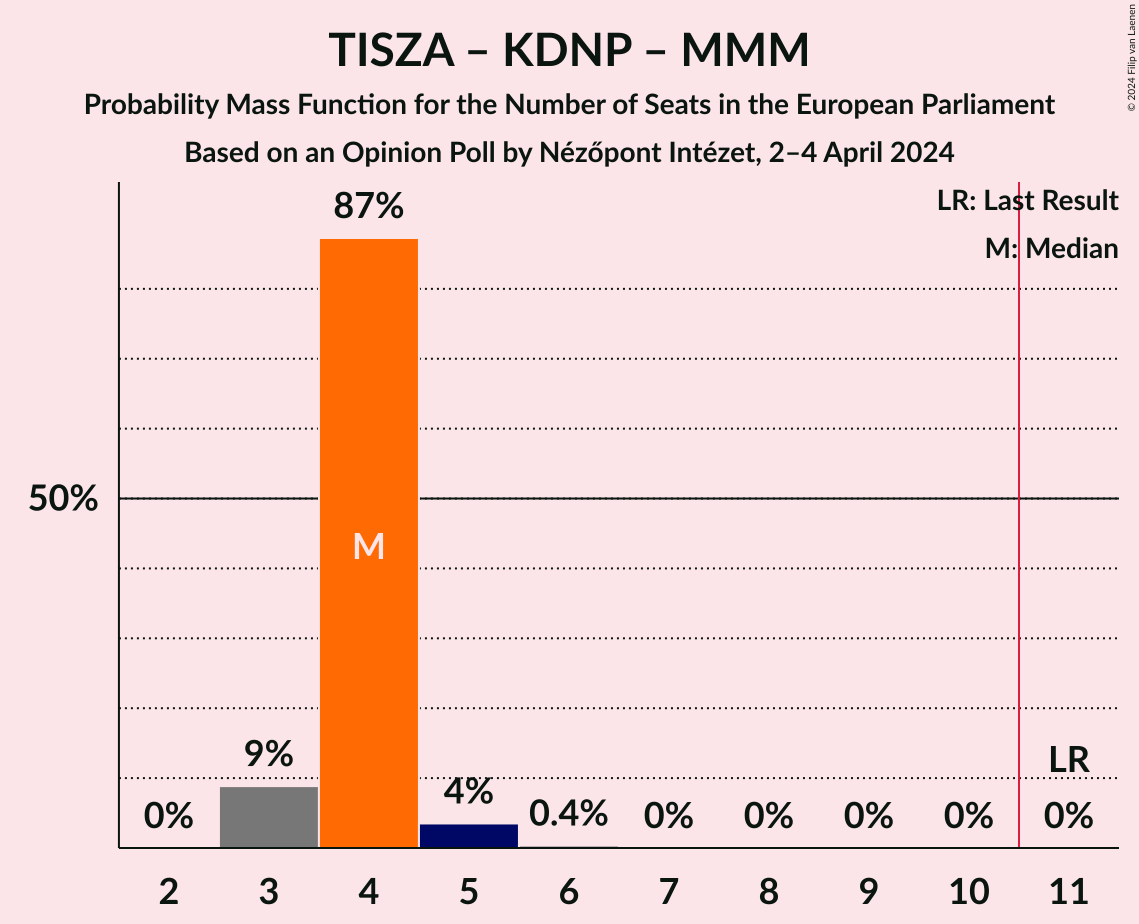 TISZA – KDNP – MMM
Probability Mass Function for the Number of Seats in the European Parliament
Based on an Opinion Poll by Nézőpont Intézet, 2–4 April 2024
© 2024 Filip van Laenen
LR: Last Result
M: Median
87%
50%
M
9%
4%
LR
0%
0.4%
0%
0%
0%
0%
0%
2
3
4
5
6
7
8
9
10
11